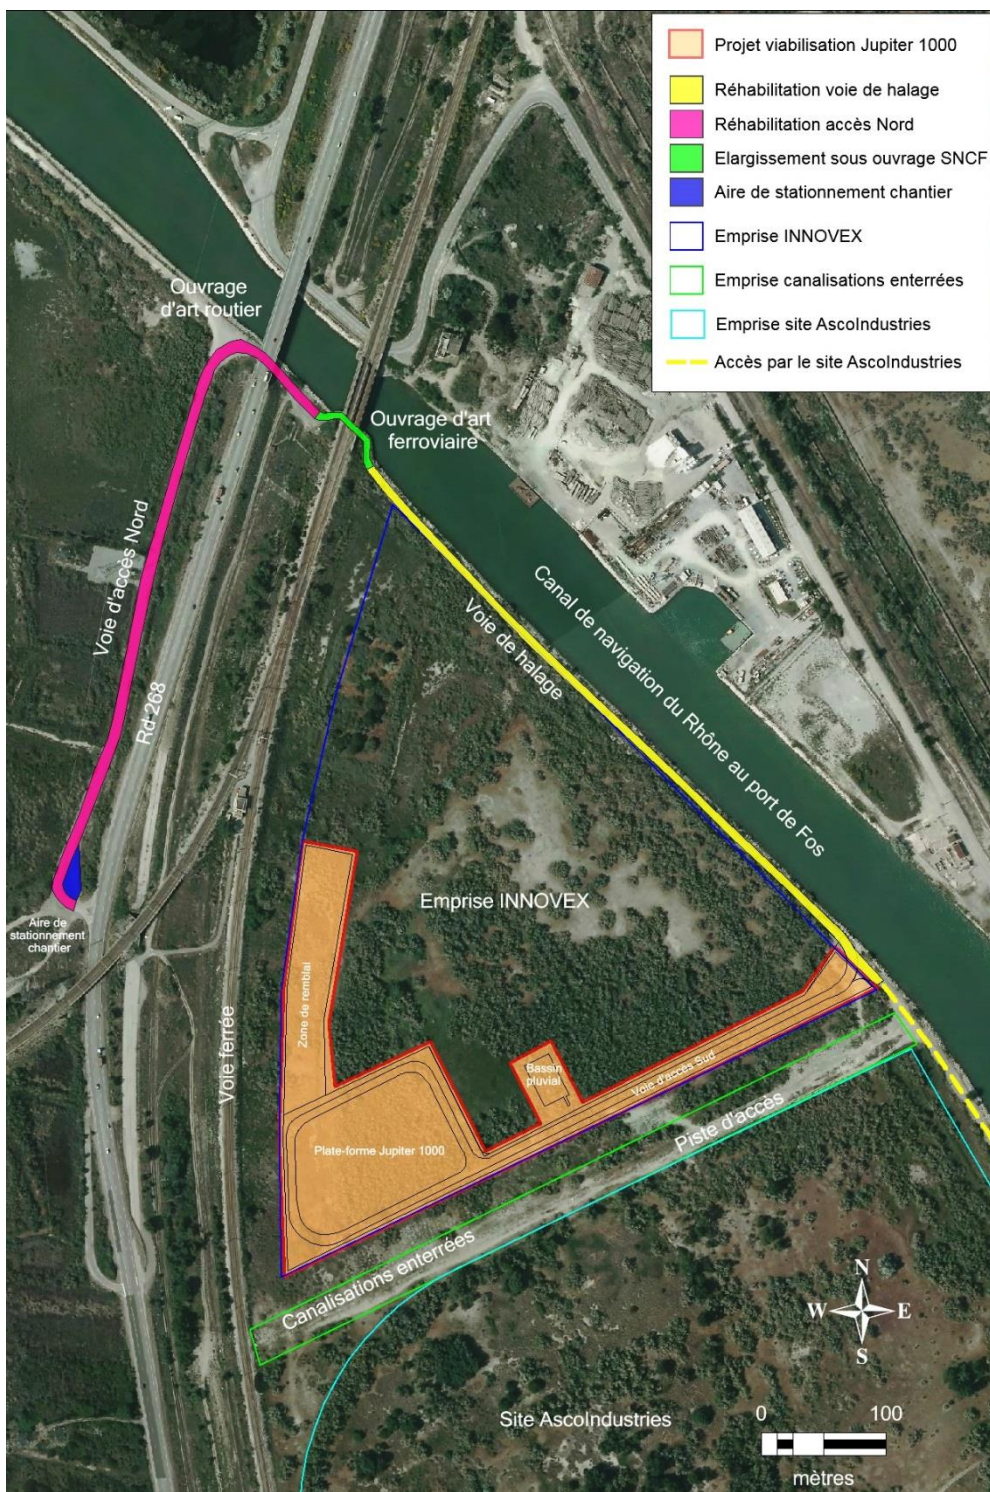 Projet viabilisation Jupiter 1000
Réhabilitation voie de halage
Réhabilitation accès Nord
Elargissement sous ouvrage SNCF
Aire de stationnement chantier
Emprise INNOVEX
Emprise canalisations enterrées
Emprise site AscoIndustries
Accès par le site AscoIndustries
Ouvrage
d'art routier
Ouvrage d'art
ferroviaire
Voie d'accès Nord
Rd 268
Voie de halage
Canal de navigation du Rhône au port de Fos
Emprise INNOVEX
Aire de
stationnement
chantier
Zone de remblai
Voie ferrée
Bassin
pluvial
Voie d'accès Sud
Plate-forme Jupiter 1000
Piste d'accès
Canalisations enterrées
Site AscoIndustries
N
W
E
S
0
100
mètres